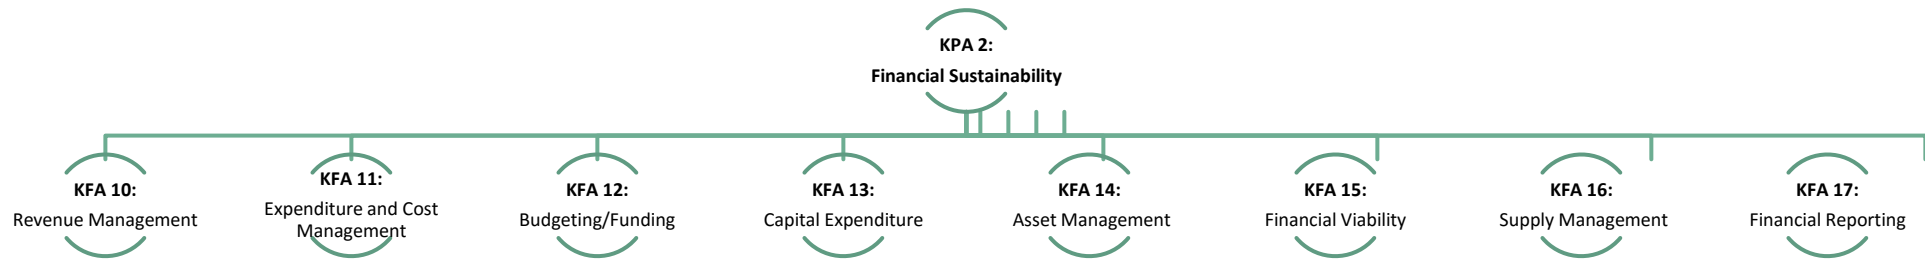 KPA 2:
Financial Sustainability
KFA 10:
Revenue Management
KFA 11:
Expenditure and Cost
Management
KFA 12:
Budgeting/Funding
KFA 13:
Capital Expenditure
KFA 14:
Asset Management
KFA 15:
Financial Viability
KFA 16:
Supply Management
KFA 17:
Financial Reporting